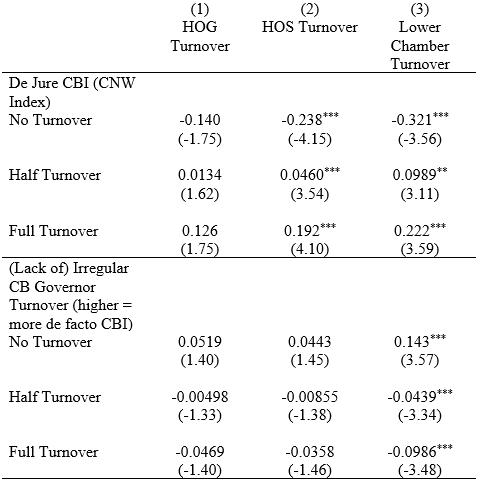 (1) (2) (3)
HOG HOS Turnover Lower
Turnover Chamber
Turnover
De Jure CBI (CNW
Index)
No Turnover -0.140 -0.238*** -0.321***
(-1.75) (-4.15) (-3.56)
Half Turnover 0.0134 0.0460*** 0.0989**
(1.62) (3.54) (3.11)
Full Turnover 0.126 0.192*** 0.222***
(1.75) (4.10) (3.59)
(Lack of) Irregular
CB Governor
Turnover (higher =
more de facto CBI)
No Turnover 0.0519 0.0443 0.143***
(1.40) (1.45) (3.57)
Half Turnover -0.00498 -0.00855 -0.0439***
(-1.33) (-1.38) (-3.34)
Full Turnover -0.0469 -0.0358 -0.0986***
(-1.40) (-1.46) (-3.48)